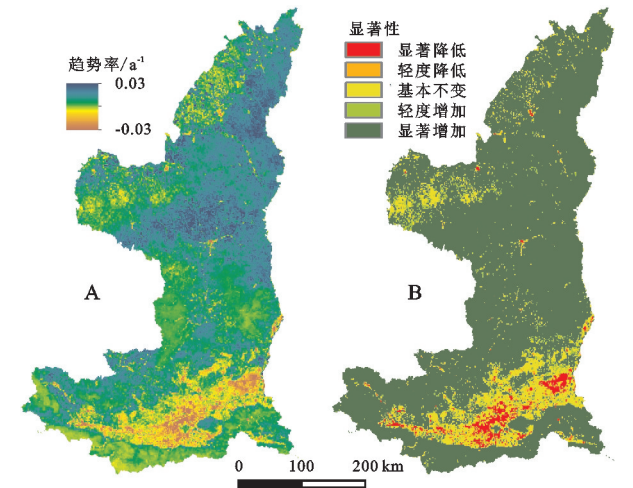 趋势率/a⁻¹
0.03
-0.03
A
显著性
显著降低
轻度降低
基本不变
轻度增加
显著增加
B
0 100 200 km